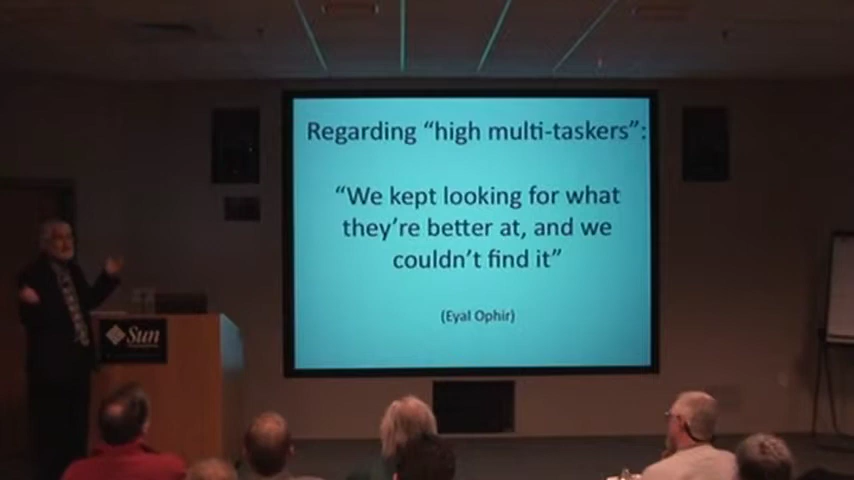 Regarding “high multi-taskers”:
“We kept looking for what
they’re better at, and we
couldn’t find it”
(Eyal Ophir)
Sun